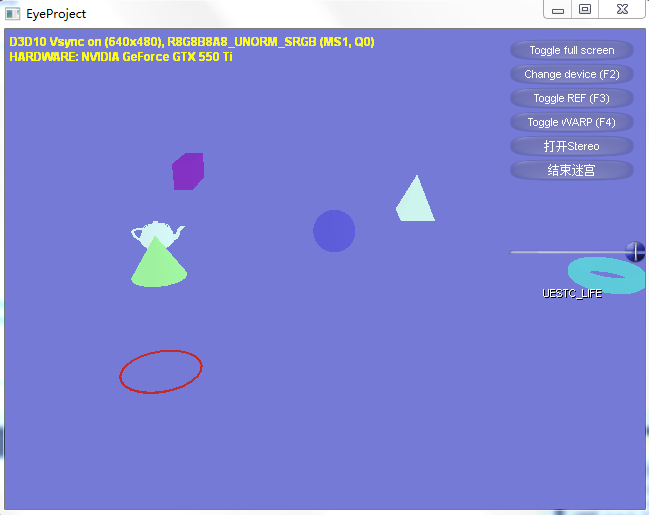 EyeProject
D3D10 Vsync on (640x480), R8G8B8A8_UNORM_SRGB (MS1, Q0)
HARDWARE: NVIDIA GeForce GTX 550 Ti
Toggle full screen
Change device (F2)
Toggle REF (F3)
Toggle WARP (F4)
打开Stereo
结束迷宫
UESTC_LIFE